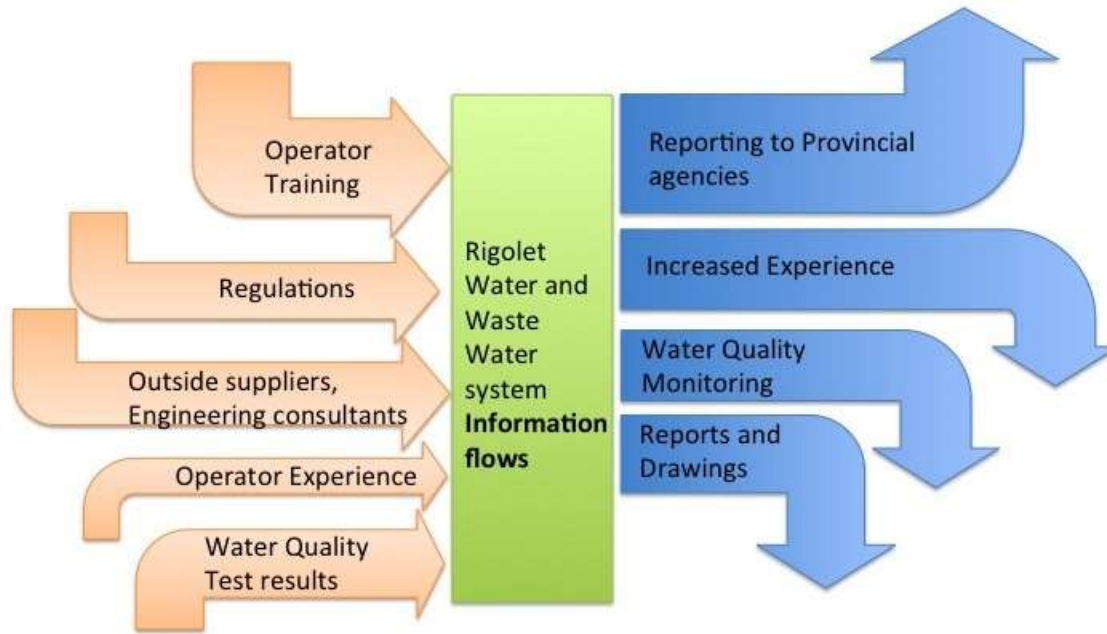 Operator
Training
Regulations
Outside suppliers,
Engineering consultants
Operator Experience
Water Quality
Test results
Rigolet
Water and
Waste
Water
system
Information
flows
Reporting to Provincial
agencies
Increased Experience
Water Quality
Monitoring
Reports and
Drawings